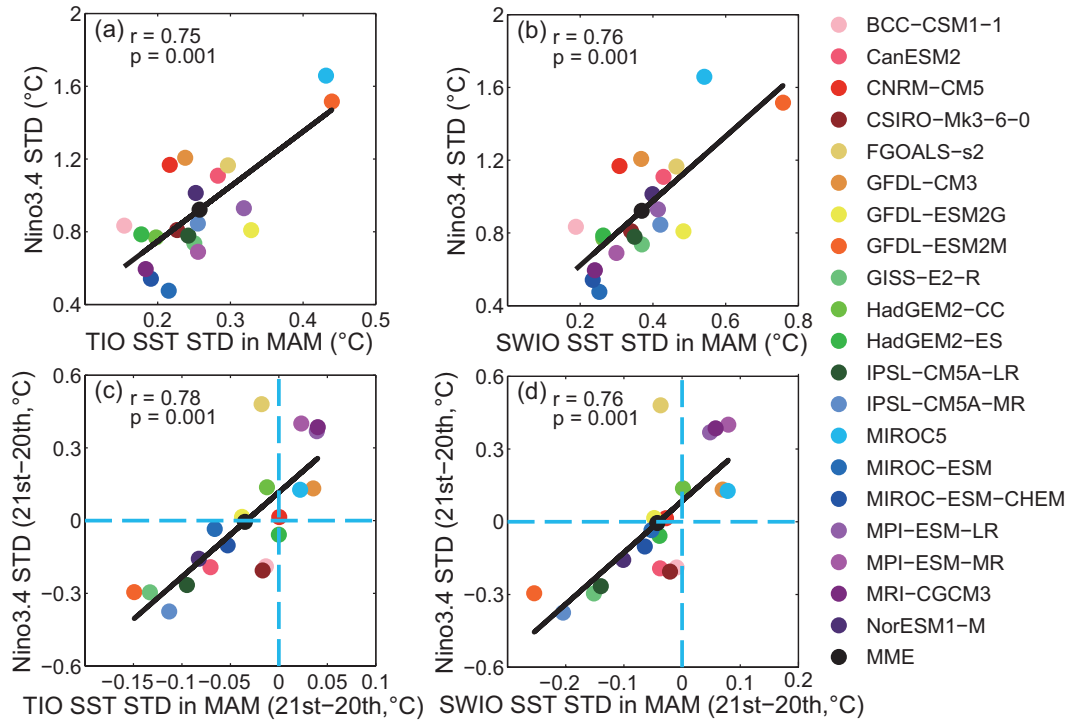 (a)
r = 0.75
p = 0.001
Nino3.4 STD (°C)
1.6
1.2
0.8
0.4
0.2 0.3 0.4 0.5
TIO SST STD in MAM (°C)
(b)
r = 0.76
p = 0.001
Nino3.4 STD (°C)
1.6
1.2
0.8
0.4
0.2 0.4 0.6 0.8
SWIO SST STD in MAM (°C)
(c)
r = 0.78
p = 0.001
Nino3.4 STD (21st−20th,°C)
0.6
0.3
0
−0.3
−0.6
−0.15 −0.1 −0.05 0 0.05 0.1
TIO SST STD in MAM (21st−20th,°C)
(d)
r = 0.76
p = 0.001
Nino3.4 STD (21st−20th,°C)
0.6
0.3
0
−0.3
−0.6
−0.2 −0.1 0 0.1 0.2
SWIO SST STD in MAM (21st−20th,°C)
BCC−CSM1−1
CanESM2
CNRM−CM5
CSIRO−Mk3−6−0
FGOALS−s2
GFDL−CM3
GFDL−ESM2G
GFDL−ESM2M
GISS−E2−R
HadGEM2−CC
HadGEM2−ES
IPSL−CM5A−LR
IPSL−CM5A−MR
MIROC5
MIROC−ESM
MIROC−ESM−CHEM
MPI−ESM−LR
MPI−ESM−MR
MRI−CGCM3
NorESM1−M
MME